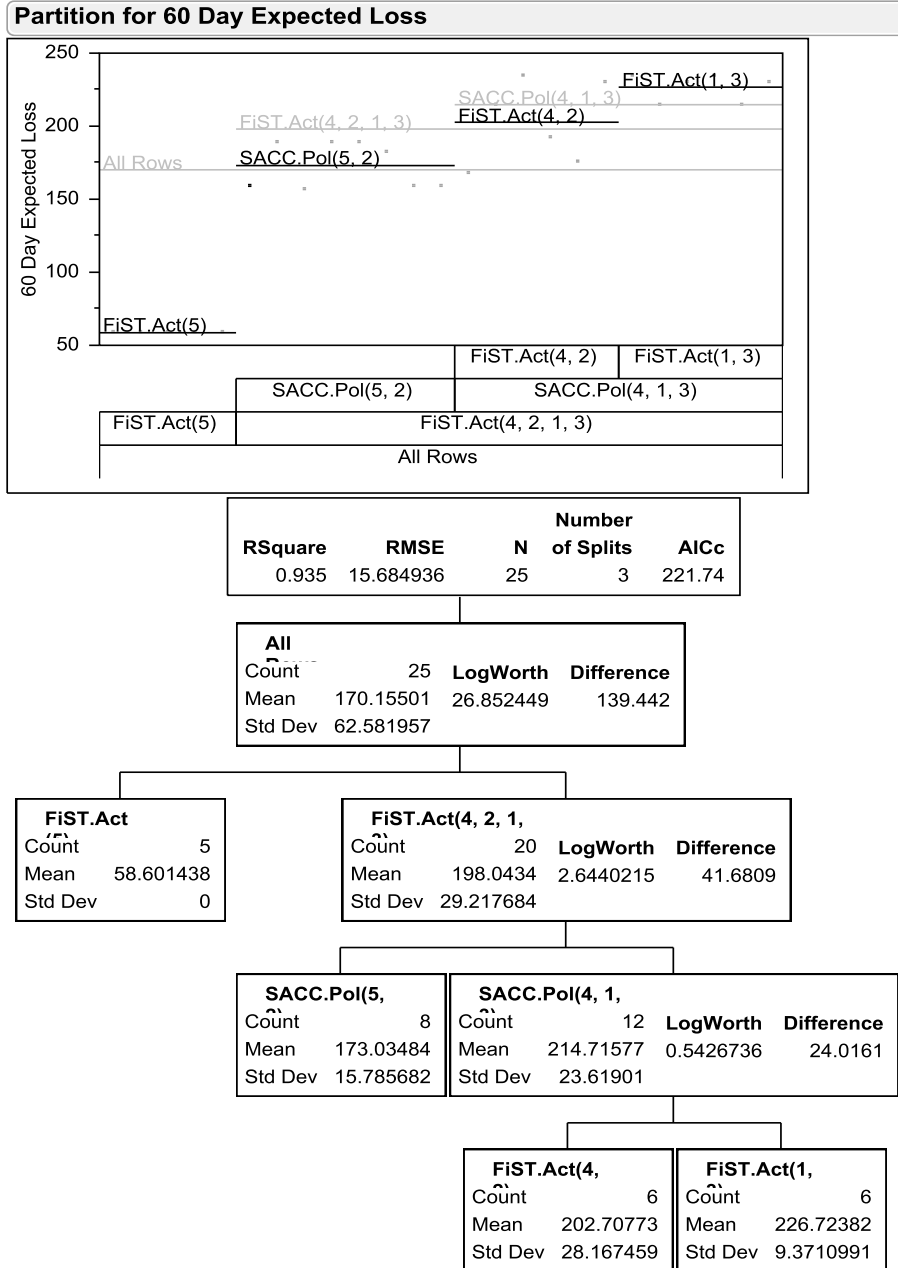 Partition for 60 Day Expected Loss
250
200
150
100
50
60 Day Expected Loss
FiST.Act(1, 3)
SACC.Pol(4, 1, 3)
FiST.Act(4, 2)
FiST.Act(4, 2, 1, 3)
SACC.Pol(5, 2)
All Rows
FiST.Act(5)
FiST.Act(4, 2) FiST.Act(1, 3)
SACC.Pol(5, 2) SACC.Pol(4, 1, 3)
FiST.Act(5) FiST.Act(4, 2, 1, 3)
All Rows
Number
RSquare RMSE N of Splits AICc
0.935 15.684936 25 3 221.74
All
Count 25 LogWorth Difference
Mean 170.15501 26.852449 139.442
Std Dev 62.581957
FiST.Act
Count 5
Mean 58.601438
Std Dev 0
FiST.Act(4, 2, 1,
Count 20 LogWorth Difference
Mean 198.0434 2.6440215 41.6809
Std Dev 29.217684
SACC.Pol(5,
Count 8
Mean 173.03484
Std Dev 15.785682
SACC.Pol(4, 1,
Count 12 LogWorth Difference
Mean 214.71577 0.5426736 24.0161
Std Dev 23.61901
FiST.Act(4,
Count 6
Mean 202.70773
Std Dev 28.167459
FiST.Act(1,
Count 6
Mean 226.72382
Std Dev 9.3710991